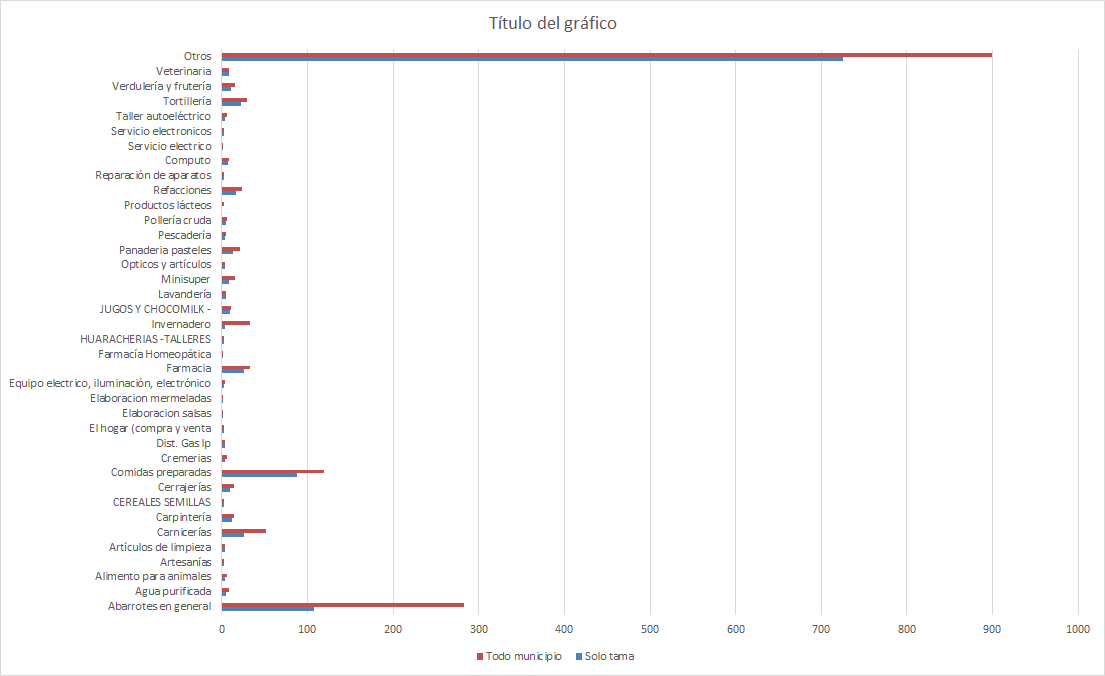 Título del gráfico
Otros
Veterinaria
Verdulería y frutería
Tortillería
Taller autoeléctrico
Servicio electronicos
Servicio electrico
Computo
Reparación de aparatos
Refacciones
Productos lácteos
Pollería cruda
Pescadería
Panaderia pasteles
Opticos y artículos
Minisuper
Lavandería
JUGOS Y CHOCOMILK -
Invernadero
HUARACHERIAS -TALLERES
Farmacía Homeopática
Farmacia
Equipo electrico, iluminación, electrónico
Elaboracion mermeladas
Elaboracion salsas
El hogar (compra y venta
Dist. Gas lp
Cremerias
Comidas preparadas
Cerrajerías
CEREALES SEMILLAS
Carpintería
Carnicerías
Artículos de limpieza
Artesanías
Alimento para animales
Agua purificada
Abarrotes en general
0 100 200 300 400 500 600 700 800 900 1000
Todo municipio Solo tama